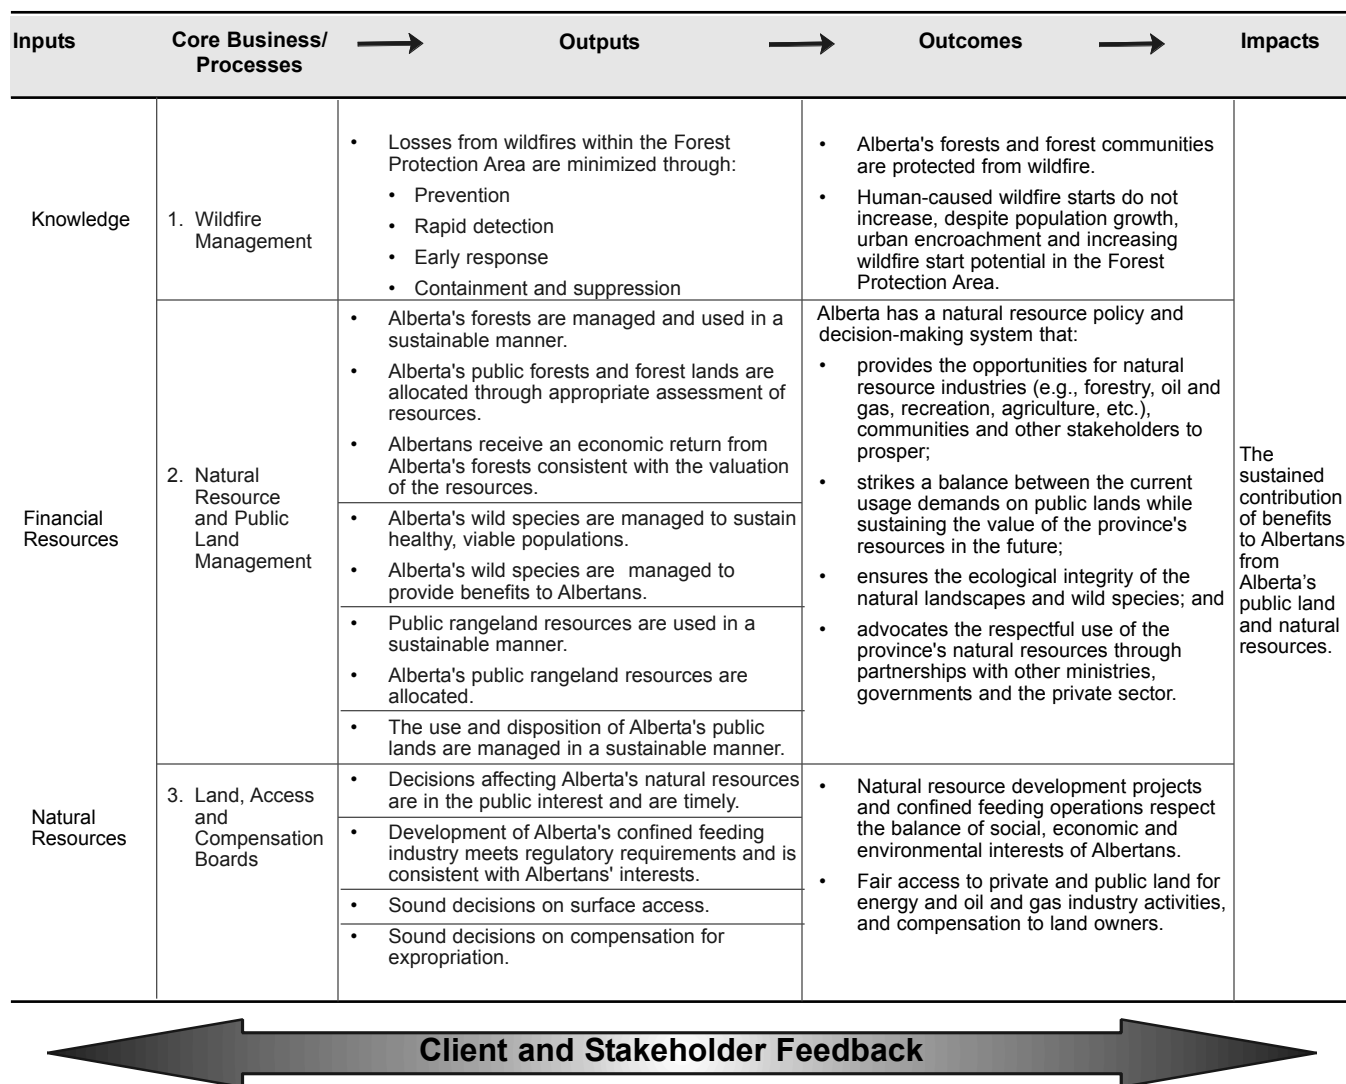 Inputs
Core Business/
Processes
Outputs
Outcomes
Impacts
Knowledge
1. Wildfire
Management
• Losses from wildfires within the Forest
Protection Area are minimized through:
• Prevention
• Rapid detection
• Early response
• Containment and suppression
• Alberta's forests and forest communities
are protected from wildfire.
• Human-caused wildfire starts do not
increase, despite population growth,
urban encroachment and increasing
wildfire start potential in the Forest
Protection Area.
Financial
Resources
2. Natural
Resource
and Public
Land
Management
• Alberta's forests are managed and used in a
sustainable manner.
• Alberta's public forests and forest lands are
allocated through appropriate assessment of
resources.
• Albertans receive an economic return from
Alberta's forests consistent with the valuation
of the resources.
• Alberta's wild species are managed to sustain
healthy, viable populations.
• Alberta's wild species are managed to
provide benefits to Albertans.
• Public rangeland resources are used in a
sustainable manner.
• Alberta's public rangeland resources are
allocated.
• The use and disposition of Alberta's public
lands are managed in a sustainable manner.
Alberta has a natural resource policy and
decision-making system that:
• provides the opportunities for natural
resource industries (e.g., forestry, oil and
gas, recreation, agriculture, etc.),
communities and other stakeholders to
prosper;
• strikes a balance between the current
usage demands on public lands while
sustaining the value of the province's
resources in the future;
• ensures the ecological integrity of the
natural landscapes and wild species; and
• advocates the respectful use of the
province's natural resources through
partnerships with other ministries,
governments and the private sector.
The
sustained
contribution
of benefits
to Albertans
from
Alberta’s
public land
and natural
resources.
Natural
Resources
3. Land, Access
and
Compensation
Boards
• Decisions affecting Alberta's natural resources
are in the public interest and are timely.
• Development of Alberta's confined feeding
industry meets regulatory requirements and is
consistent with Albertans' interests.
• Sound decisions on surface access.
• Sound decisions on compensation for
expropriation.
• Natural resource development projects
and confined feeding operations respect
the balance of social, economic and
environmental interests of Albertans.
• Fair access to private and public land for
energy and oil and gas industry activities,
and compensation to land owners.
Client and Stakeholder Feedback